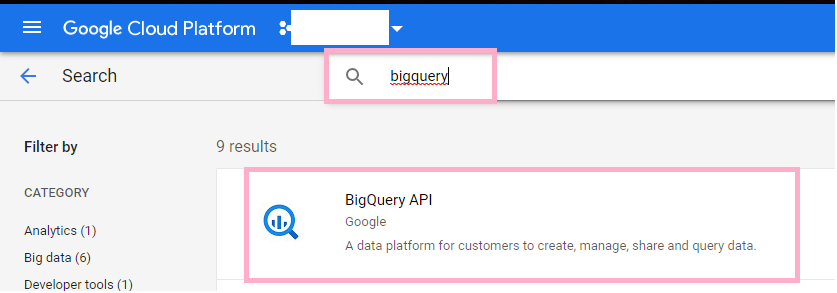 Google Cloud Platform
Search
bigquery
Filter by
9 results
CATEGORY
BigQuery API
Google
Analytics (1)
A data platform for customers to create, manage, share and query data.
Big data (6)
Developer tools (1)